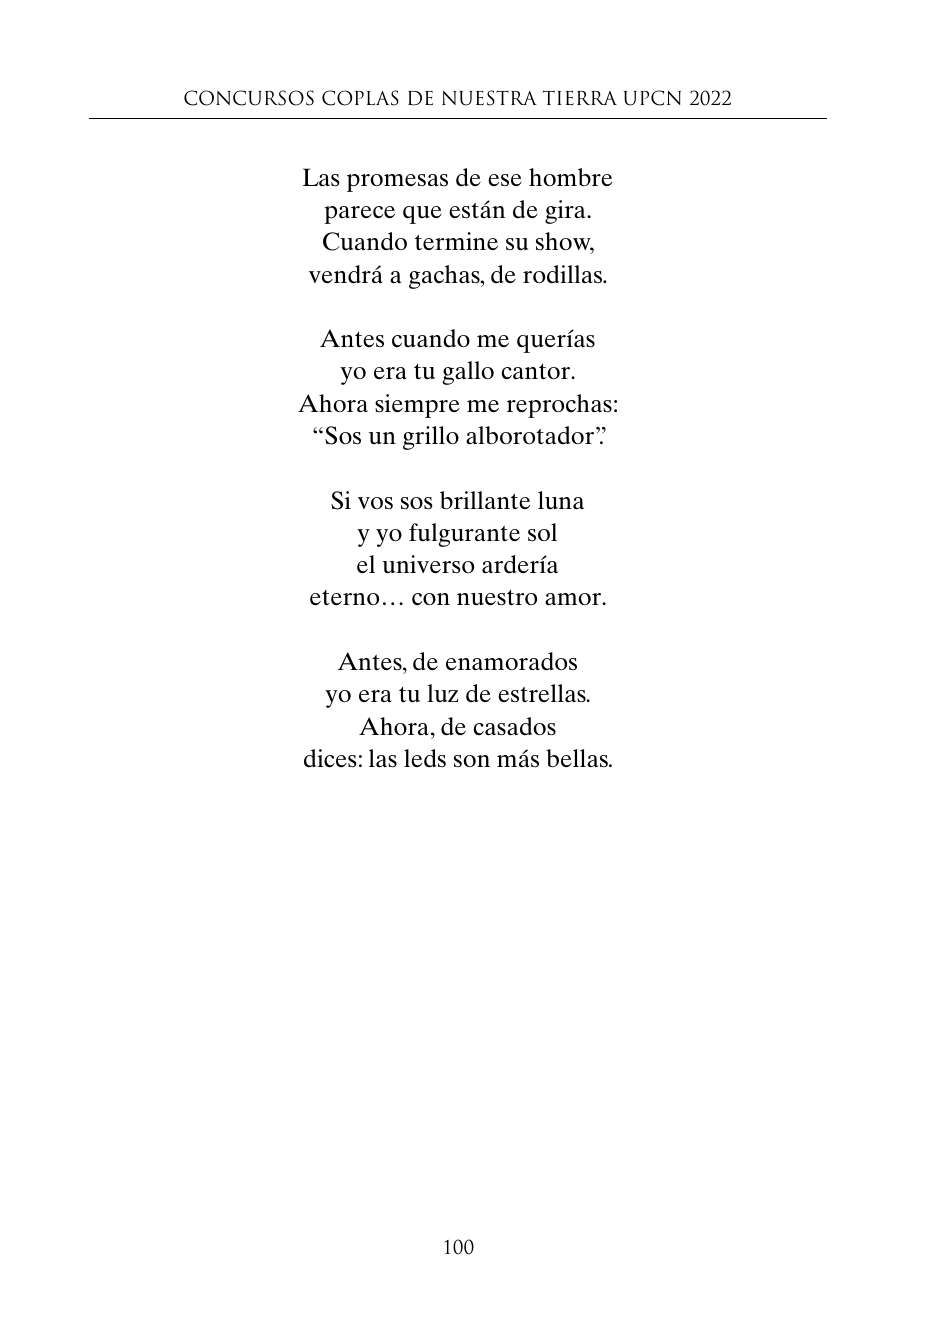 CONCURSOS COPLAS DE NUESTRA TIERRA UPCN 2022
Las promesas de ese hombre
parece que están de gira.
Cuando termine su show,
vendrá a gachas, de rodillas.
Antes cuando me querías
yo era tu gallo cantor.
Ahora siempre me reprochas:
“Sos un grillo alborotador”.
Si vos sos brillante luna
y yo fulgurante sol
el universo ardería
eterno… con nuestro amor.
Antes, de enamorados
yo era tu luz de estrellas.
Ahora, de casados
dices: las leds son más bellas.
100